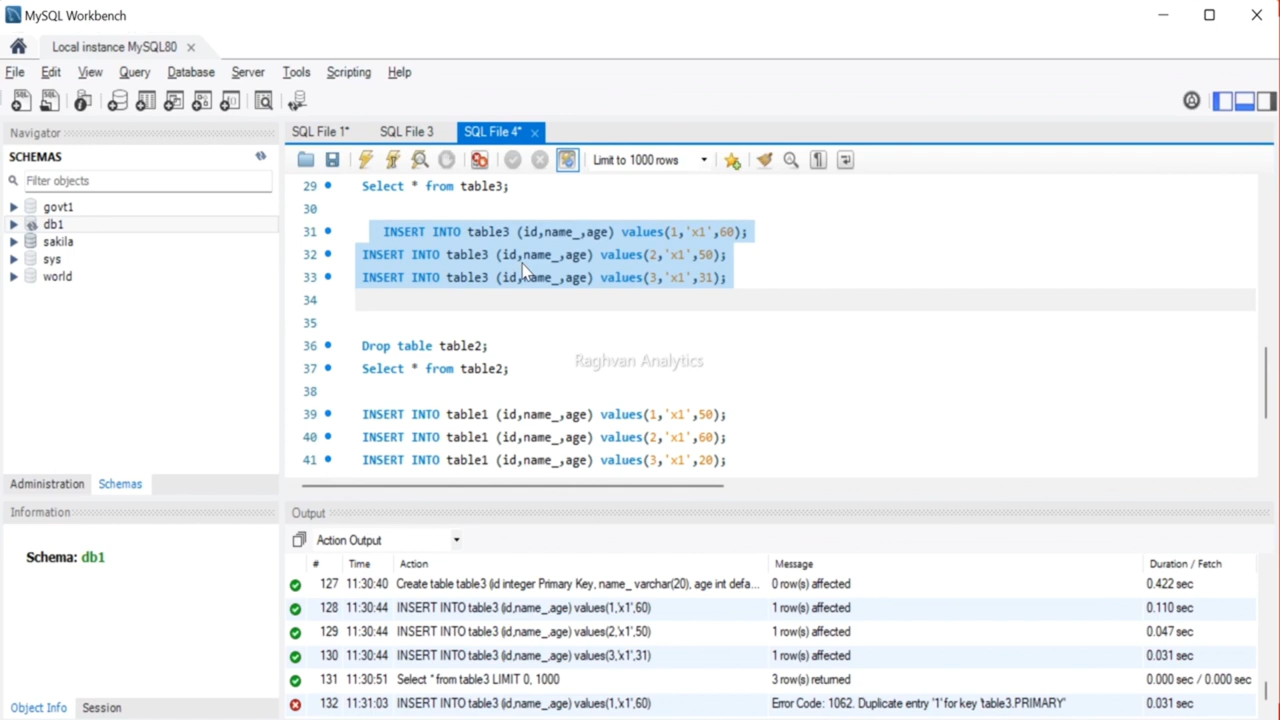 MySQL Workbench
Local instance MySQL80
File Edit View Query Database Server Tools Scripting Help
Navigator
SCHEMAS
Filter objects
govt1
db1
sakila
sys
world
Administration Schemas
Information
Schema: db1
Object Info Session
SQL File 1* SQL File 3 SQL File 4*
Limit to 1000 rows
29 Select * from table3;
30
31 INSERT INTO table3 (id,name_,age) values(1,'x1',60);
32 INSERT INTO table3 (id,name_,age) values(2,'x1',50);
33 INSERT INTO table3 (id,name_,age) values(3,'x1',31);
34
35
36 Drop table table2;
Raghvan Analytics
37 Select * from table2;
38
39 INSERT INTO table1 (id,name_,age) values(1,'x1',50);
40 INSERT INTO table1 (id,name_,age) values(2,'x1',60);
41 INSERT INTO table1 (id,name_,age) values(3,'x1',20);
Output
Action Output
# Time Action Message Duration / Fetch
127 11:30:40 Create table table3 (id integer Primary Key, name_ varchar(20), age int defa... 0 row(s) affected 0.422 sec
128 11:30:44 INSERT INTO table3 (id,name_,age) values(1,'x1',60) 1 row(s) affected 0.110 sec
129 11:30:44 INSERT INTO table3 (id,name_,age) values(2,'x1',50) 1 row(s) affected 0.047 sec
130 11:30:44 INSERT INTO table3 (id,name_,age) values(3,'x1',31) 1 row(s) affected 0.031 sec
131 11:30:51 Select * from table3 LIMIT 0, 1000 3 row(s) returned 0.000 sec / 0.000 sec
132 11:31:03 INSERT INTO table3 (id,name_,age) values(1,'x1',60) Error Code: 1062. Duplicate entry '1' for key 'table3.PRIMARY' 0.031 sec